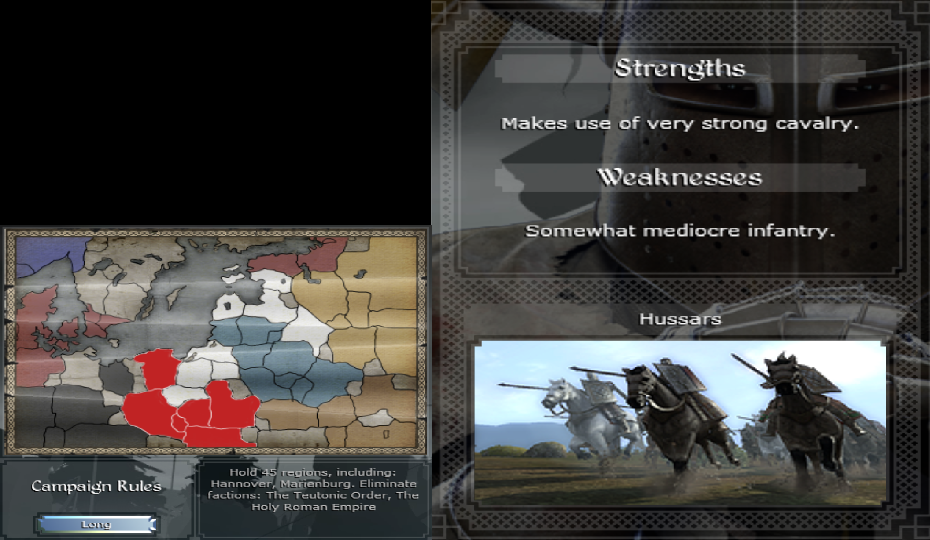 Strengths
Makes use of very strong cavalry.
Weaknesses
Somewhat mediocre infantry.
Hussars
Campaign Rules
Long
Hold 45 regions, including:
Hannover, Marienburg. Eliminate
factions: The Teutonic Order, The
Holy Roman Empire